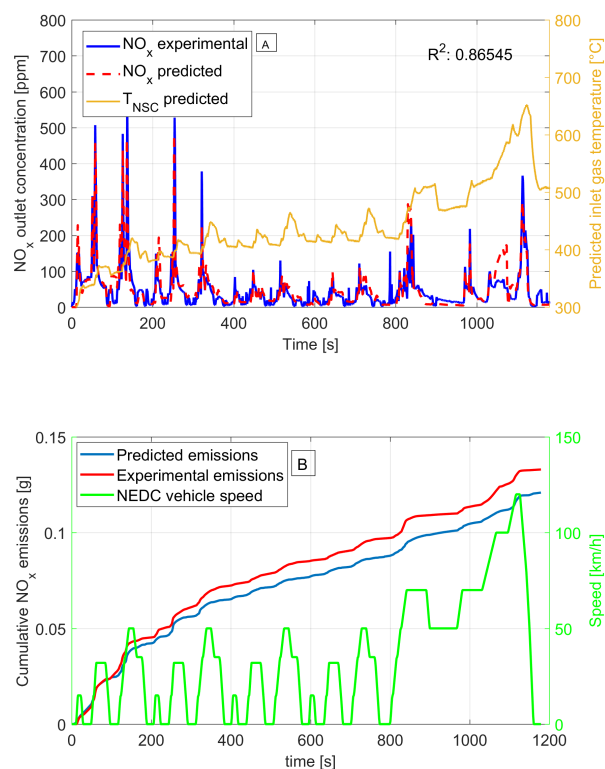 NOx experimental
NOx predicted
TNSC predicted
A
R²: 0.86545
NOx outlet concentration [ppm]
800
700
600
500
400
300
200
100
0
0 200 400 600 800 1000
Time [s]
800
700
600
500
400
300
Predicted inlet gas temperature [°C]
Predicted emissions
Experimental emissions
NEDC vehicle speed
B
Cumulative NOx emissions [g]
0.15
0.1
0.05
0
0 200 400 600 800 1000 1200
time [s]
150
100
50
0
Speed [km/h]